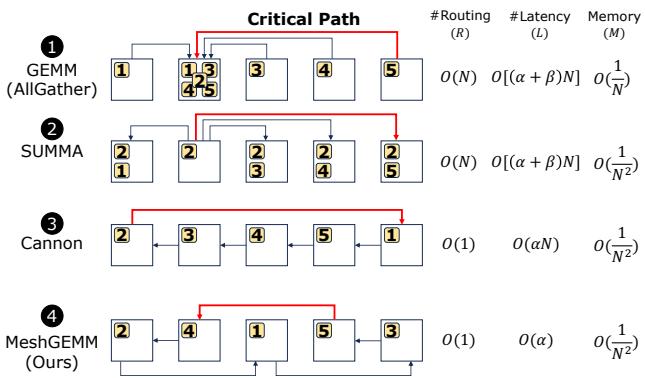 Critical Path
#Routing (R)
#Latency (L)
Memory (M)
1
GEMM
(AllGather)
1
1 3
2
4 5
3
4
5
O(N)
O[(α + β)N]
O(1/N)
2
SUMMA
2
1
2
2
3
2
4
2
5
O(N)
O[(α + β)N]
O(1/N²)
3
Cannon
2
3
4
5
1
O(1)
O(αN)
O(1/N²)
4
MeshGEMM
(Ours)
2
4
1
5
3
O(1)
O(α)
O(1/N²)